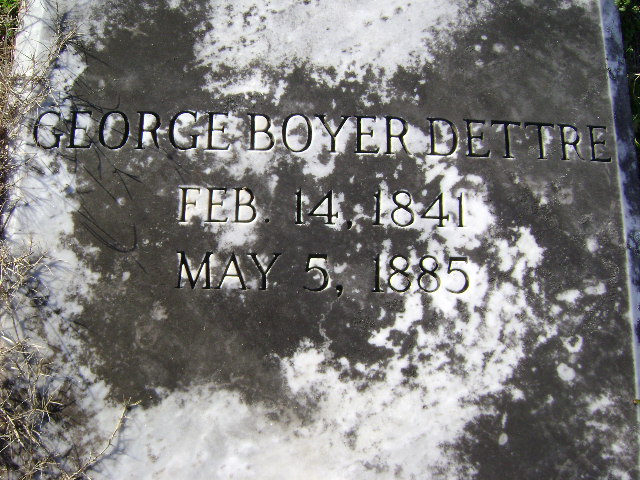 GEORGE BOYER DETTRE
FEB. 14, 1841
MAY 5, 1885